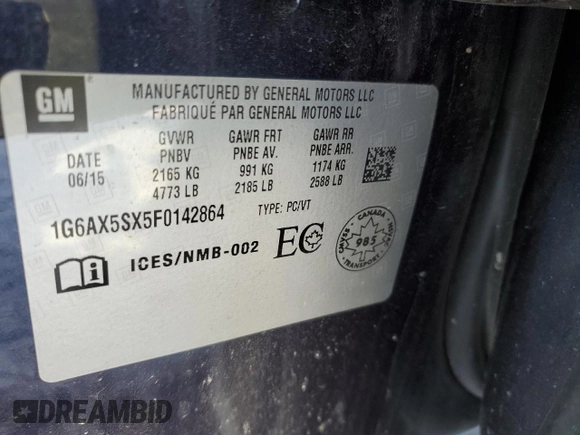 GM
MANUFACTURED BY GENERAL MOTORS LLC
FABRIQUÉ PAR GENERAL MOTORS LLC
GVWR GAWR FRT GAWR RR
DATE PNBV PNBE AV. PNBE ARR.
06/15 2165 KG 991 KG 1174 KG
4773 LB 2185 LB 2588 LB
1G6AX5SX5F0142864 TYPE: PC/VT
ICES/NMB-002 EC
CANADA
985
TRANSPORT
DREAMBID